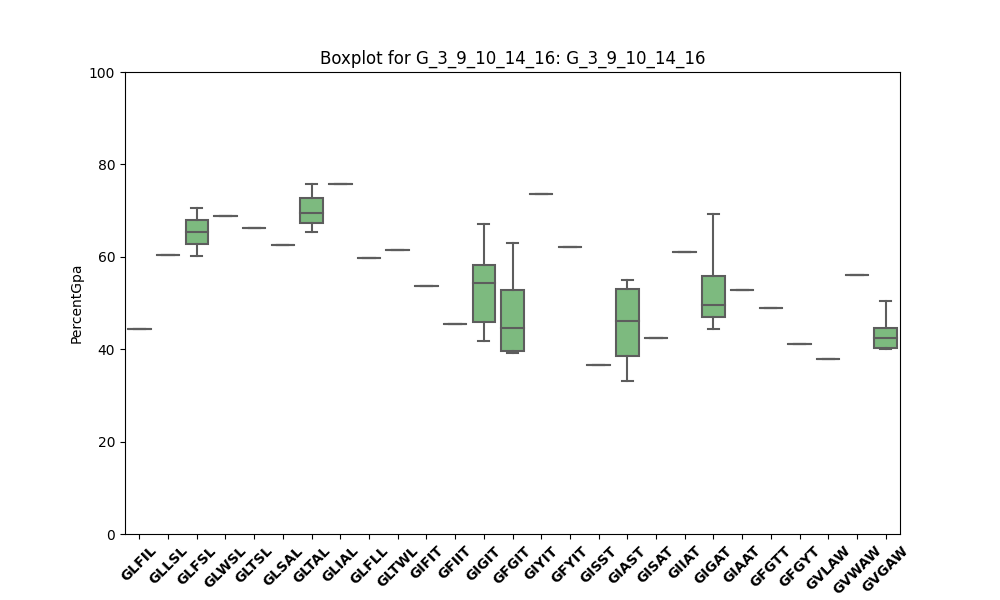 Boxplot for G_3_9_10_14_16: G_3_9_10_14_16
PercentGpa
100
80
60
40
20
0
GLFIL
GLLSL
GLFSL
GLWSL
GLTSL
GLSAL
GLTAL
GLIAL
GLFLL
GLTWL
GIFIT
GFIIT
GIGIT
GFGIT
GIYIT
GFYIT
GISST
GIAST
GISAT
GIIAT
GIGAT
GIAAT
GFGTT
GFGYT
GVLAW
GVWAW
GVGAW